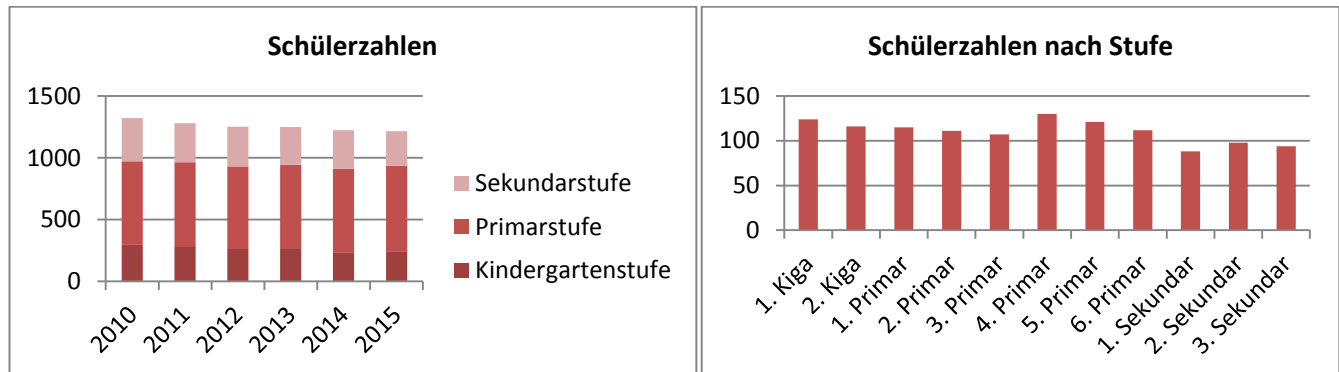 Schülerzahlen
1500
1000
500
0
2010
2011
2012
2013
2014
2015
Sekundarstufe
Primarstufe
Kindergartenstufe
Schülerzahlen nach Stufe
150
100
50
0
1. Kiga
2. Kiga
1. Primar
2. Primar
3. Primar
4. Primar
5. Primar
6. Primar
1. Sekundar
2. Sekundar
3. Sekundar